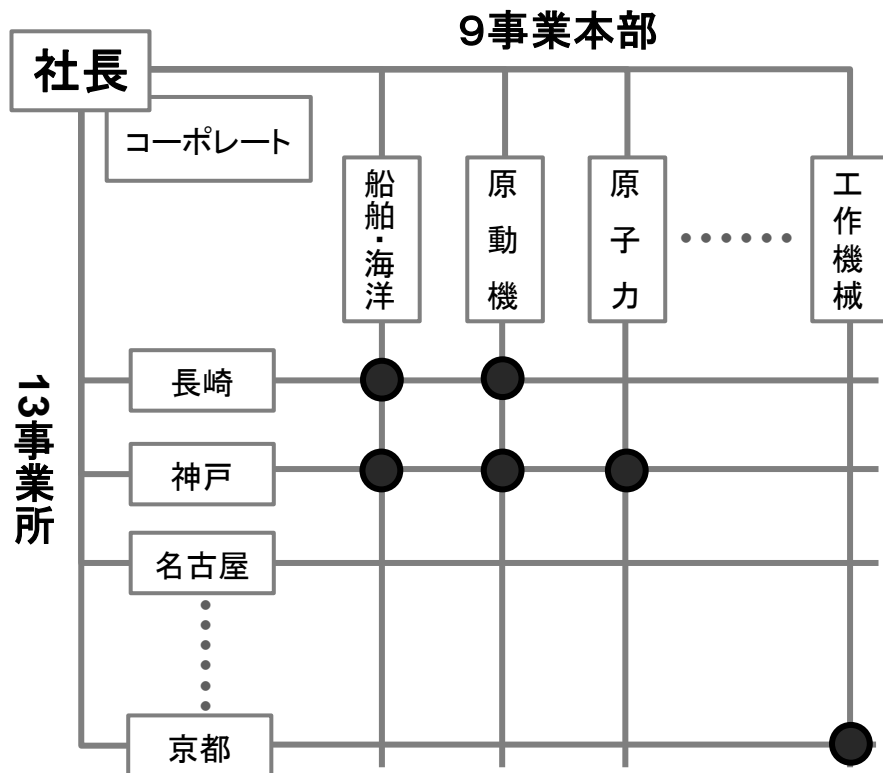 9事業本部
社長
コーポレート
船舶・海洋
原動機
原子力
工作機械
13事業所
長崎
神戸
名古屋
京都